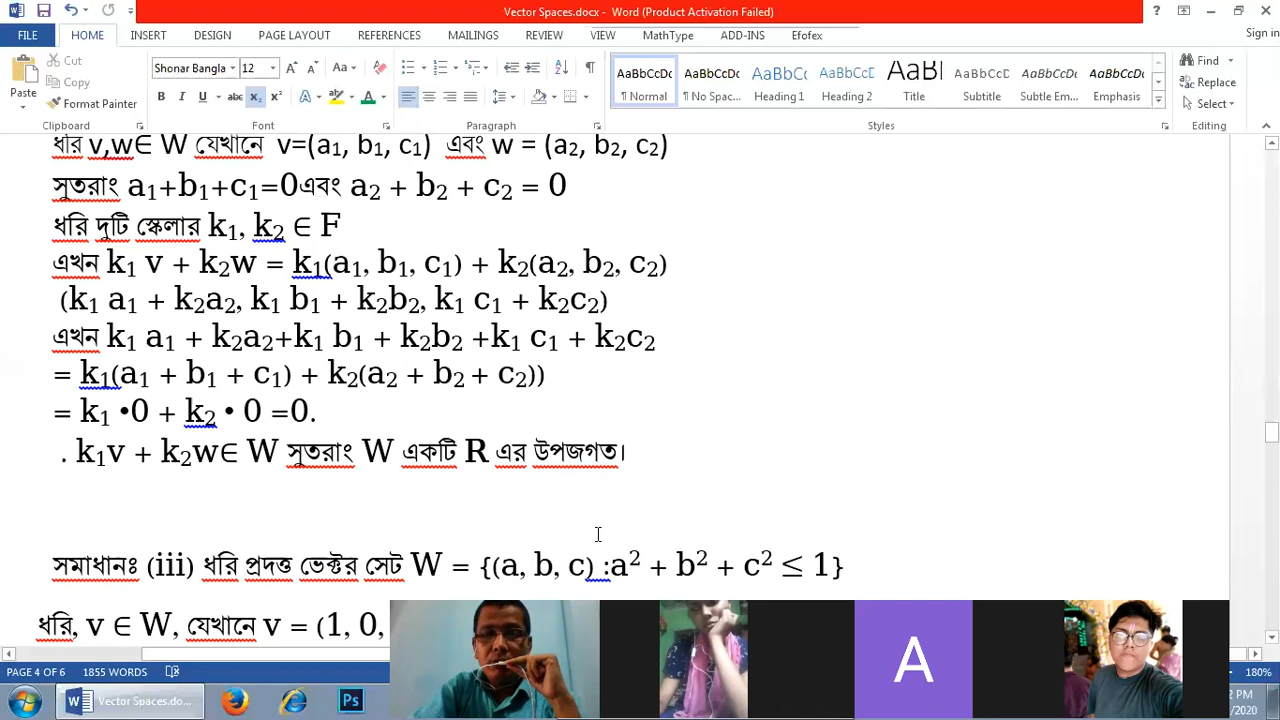 Vector Spaces.docx - Word (Product Activation Failed)
FILE HOME INSERT DESIGN PAGE LAYOUT REFERENCES MAILINGS REVIEW VIEW MathType ADD-INS Efofex Sign in
Paste
Cut
Copy
Format Painter
Clipboard
Shonar Bangla 12
Font
Paragraph
AaBbCcDc ¶ Normal
AaBbCcDc ¶ No Spac...
AaBbCc Heading 1
AaBbCcC Heading 2
AaB Title
AaBbCcD Subtitle
AaBbCcDc Subtle Em...
AaBbCcDc Emphasis
Styles
Find
Replace
Select
Editing
ধরি v,w∈ W যেখানে v=(a₁, b₁, c₁) এবং w = (a₂, b₂, c₂)
সুতরাং a₁+b₁+c₁=0এবং a₂ + b₂ + c₂ = 0
ধরি দুটি স্কেলার k₁, k₂ ∈ F
এখন k₁ v + k₂w = k₁(a₁, b₁, c₁) + k₂(a₂, b₂, c₂)
(k₁ a₁ + k₂a₂, k₁ b₁ + k₂b₂, k₁ c₁ + k₂c₂)
এখন k₁ a₁ + k₂a₂+k₁ b₁ + k₂b₂ +k₁ c₁ + k₂c₂
= k₁(a₁ + b₁ + c₁) + k₂(a₂ + b₂ + c₂))
= k₁ •0 + k₂ • 0 =0.
. k₁v + k₂w∈ W সুতরাং W একটি R এর উপজগত।
সমাধানঃ (iii) ধরি প্রদত্ত ভেক্টর সেট W = {(a, b, c) :a² + b² + c² ≤ 1}
ধরি, v ∈ W, যেখানে v = (1, 0,
A
PAGE 4 OF 6 1855 WORDS 180%
Vector Spaces.do...
Ps